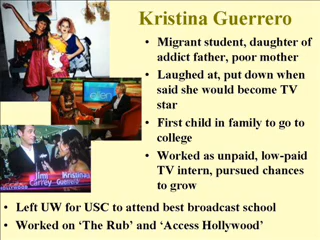 Kristina Guerrero
• Migrant student, daughter of
addict father, poor mother
• Laughed at, put down when
said she would become TV
star
• First child in family to go to
college
• Worked as unpaid, low-paid
TV intern, pursued chances
to grow
Jim Kristina
Carrey Guerrero
• Left UW for USC to attend best broadcast school
• Worked on ‘The Rub’ and ‘Access Hollywood’